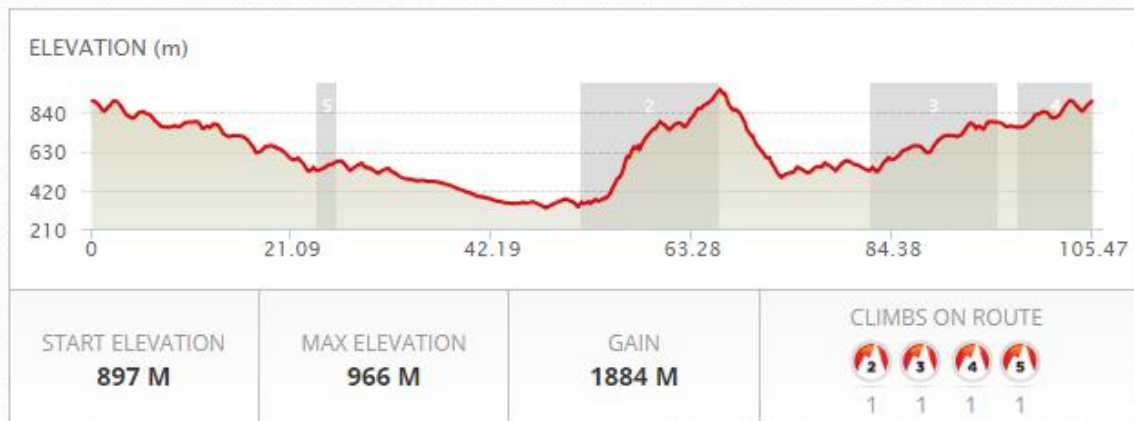 ELEVATION (m)
840
630
420
210
5
2
3
4
0 21.09 42.19 63.28 84.38 105.47
START ELEVATION
897 M
MAX ELEVATION
966 M
GAIN
1884 M
CLIMBS ON ROUTE
2 3 4 5
1 1 1 1